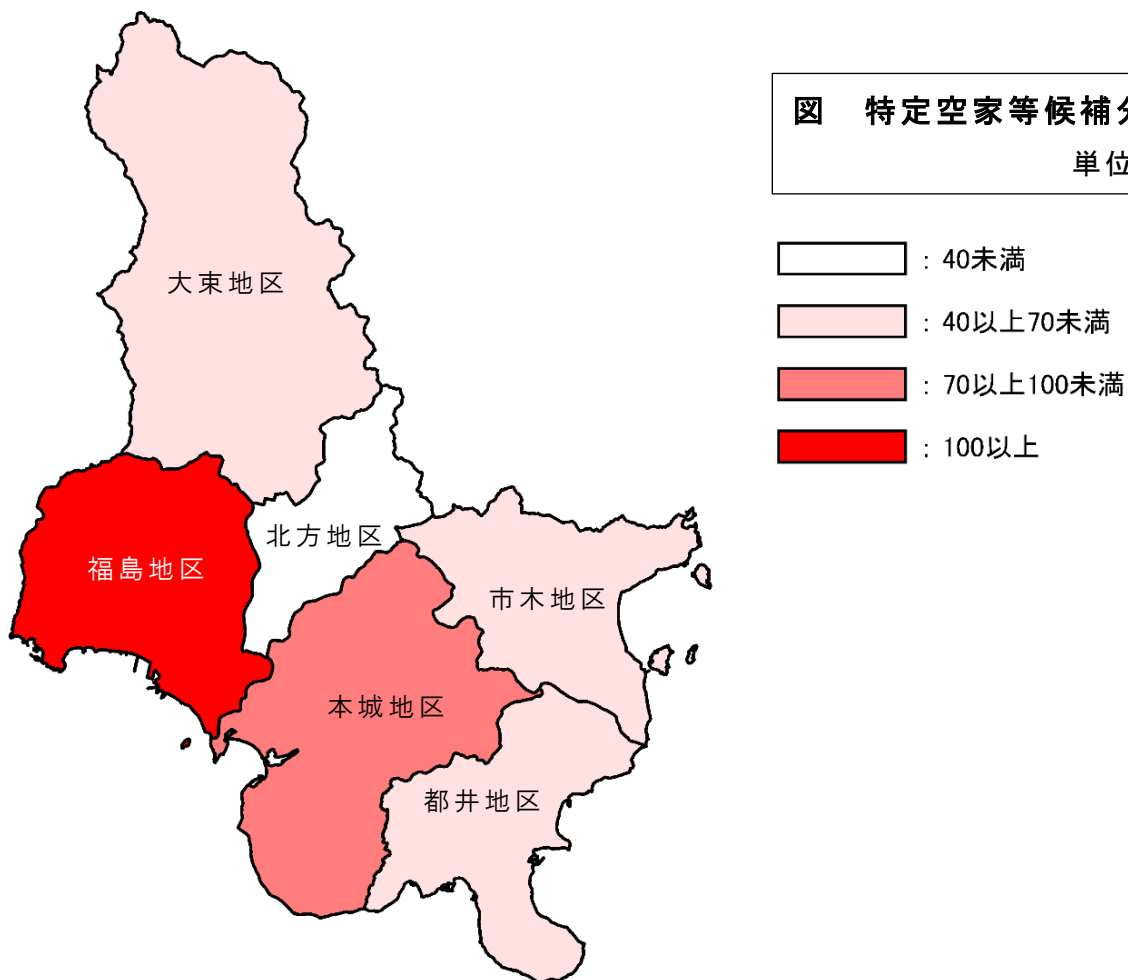 図　特定空家等候補分
単位
：40未満
：40以上70未満
：70以上100未満
：100以上
大束地区
北方地区
福島地区
市木地区
本城地区
都井地区